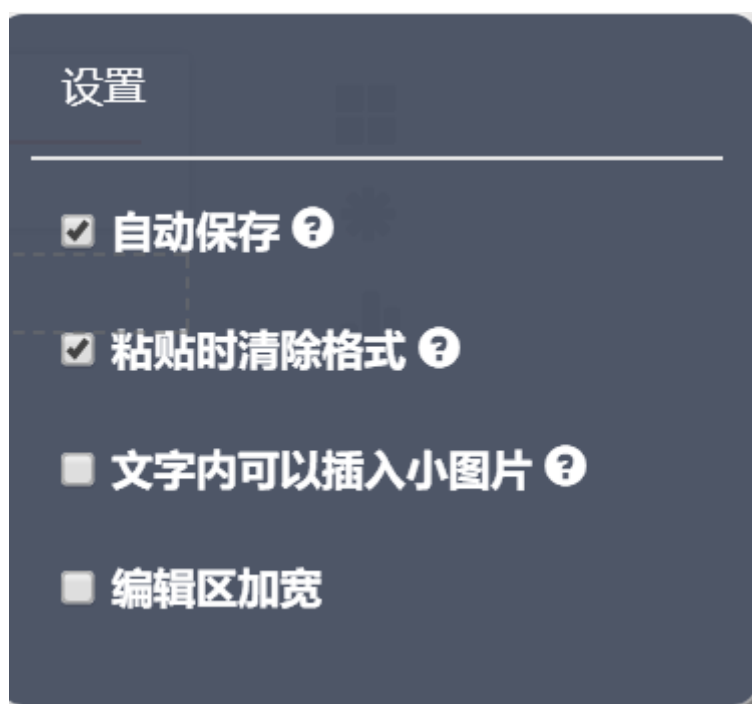 设置
自动保存 ?
粘贴时清除格式 ?
文字内可以插入小图片 ?
编辑区加宽